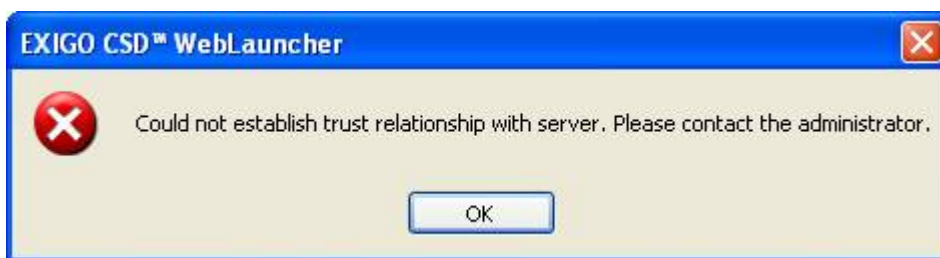 EXIGO CSD™ WebLauncher
Could not establish trust relationship with server. Please contact the administrator.
OK